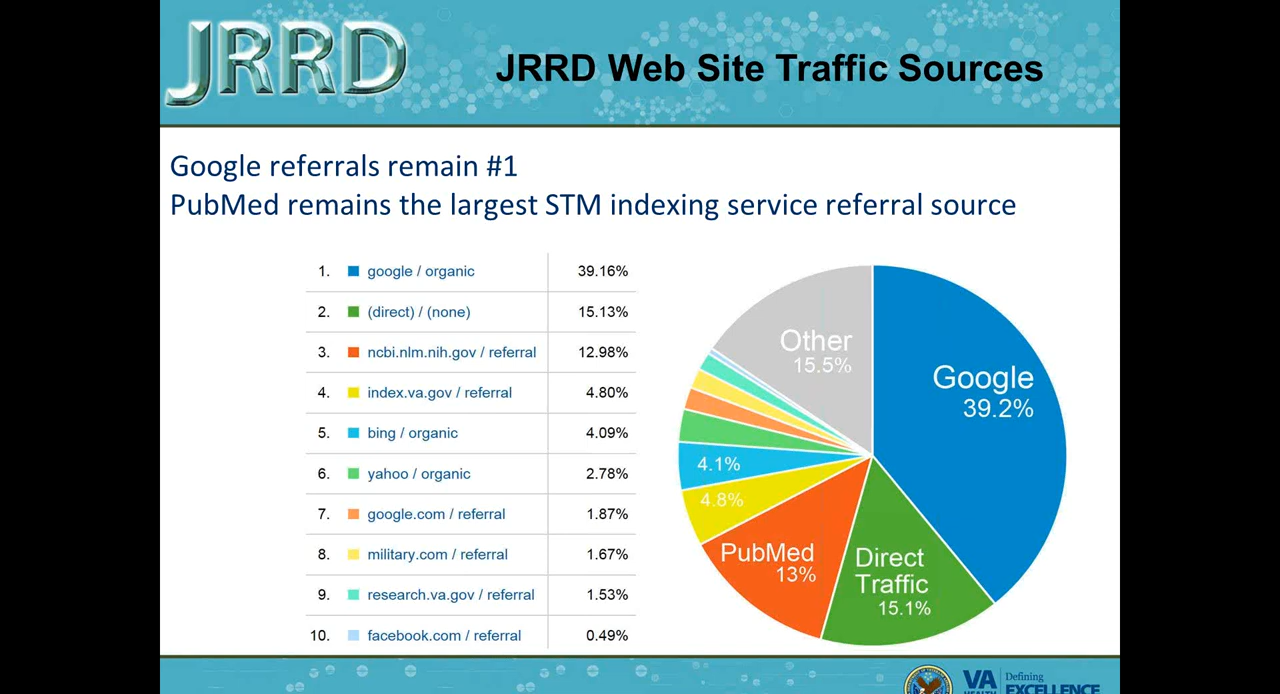 JRRD
JRRD Web Site Traffic Sources
Google referrals remain #1
PubMed remains the largest STM indexing service referral source
1. google / organic 39.16%
2. (direct) / (none) 15.13%
3. ncbi.nlm.nih.gov / referral 12.98%
4. index.va.gov / referral 4.80%
5. bing / organic 4.09%
6. yahoo / organic 2.78%
7. google.com / referral 1.87%
8. military.com / referral 1.67%
9. research.va.gov / referral 1.53%
10. facebook.com / referral 0.49%
Other
15.5%
Google
39.2%
4.1%
4.8%
PubMed
13%
Direct
Traffic
15.1%
VA
HEALTH
Defining
EXCELLENCE